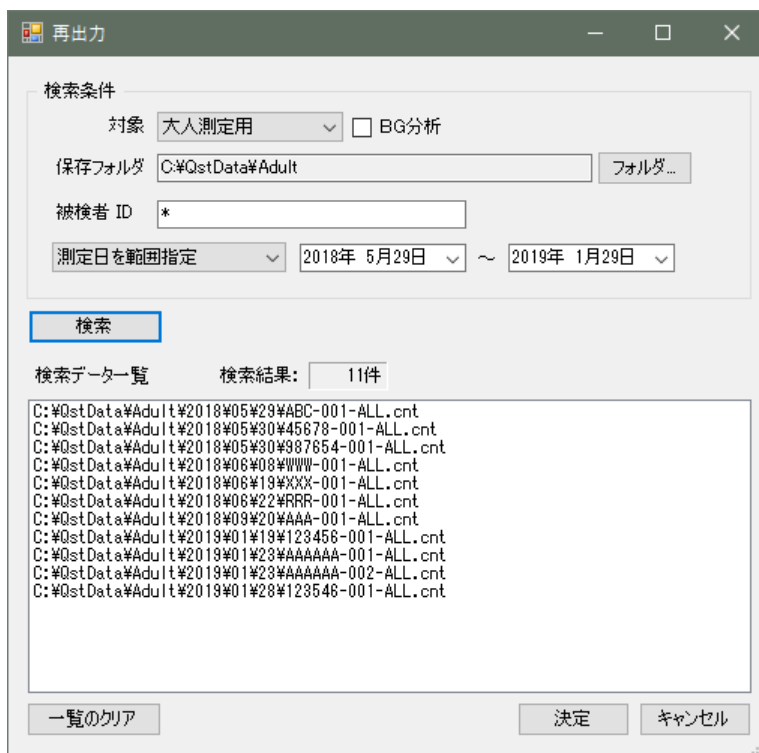 再出力
検索条件
対象 大人測定用 BG分析
保存フォルダ C:¥QstData¥Adult フォルダ...
被検者 ID *
測定日を範囲指定 2018年 5月29日 ～ 2019年 1月29日
検索
検索データ一覧 検索結果: 11件
C:¥QstData¥Adult¥2018¥05¥29¥ABC-001-ALL.cnt
C:¥QstData¥Adult¥2018¥05¥30¥45678-001-ALL.cnt
C:¥QstData¥Adult¥2018¥05¥30¥987654-001-ALL.cnt
C:¥QstData¥Adult¥2018¥06¥08¥WWW-001-ALL.cnt
C:¥QstData¥Adult¥2018¥06¥19¥XXX-001-ALL.cnt
C:¥QstData¥Adult¥2018¥06¥22¥RRR-001-ALL.cnt
C:¥QstData¥Adult¥2018¥09¥20¥AAA-001-ALL.cnt
C:¥QstData¥Adult¥2019¥01¥19¥123456-001-ALL.cnt
C:¥QstData¥Adult¥2019¥01¥23¥AAAAAA-001-ALL.cnt
C:¥QstData¥Adult¥2019¥01¥23¥AAAAAA-002-ALL.cnt
C:¥QstData¥Adult¥2019¥01¥28¥123546-001-ALL.cnt
一覧のクリア 決定 キャンセル